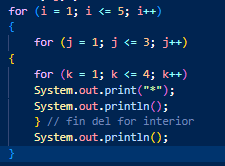 for (i = 1; i <= 5; i++)
{
for (j = 1; j <= 3; j++)
{
for (k = 1; k <= 4; k++)
System.out.print("*");
System.out.println();
} // fin del for interior
System.out.println();
}